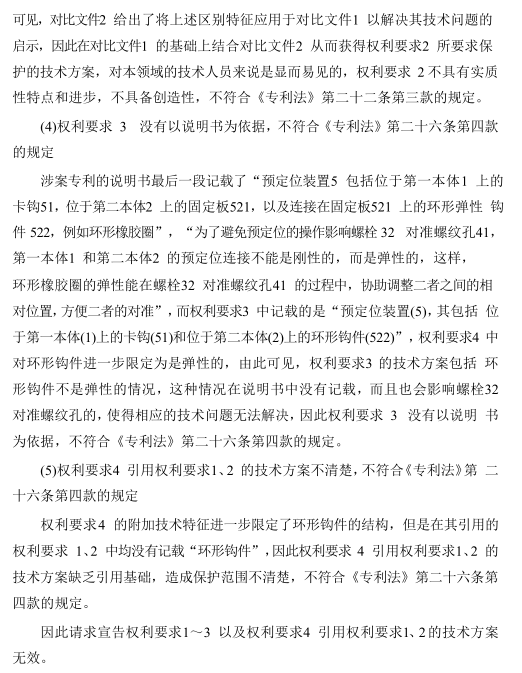 可见，对比文件2 给出了将上述区别特征应用于对比文件1 以解决其技术问题的
启示，因此在对比文件1 的基础上结合对比文件2 从而获得权利要求2 所要求保
护的技术方案，对本领域的技术人员来说是显而易见的，权利要求 2不具有实质
性特点和进步，不具备创造性，不符合《专利法》第二十二条第三款的规定。
(4)权利要求 3 没有以说明书为依据，不符合《专利法》第二十六条第四款
的规定
涉案专利的说明书最后一段记载了“预定位装置5 包括位于第一本体1 上的
卡钩51，位于第二本体2 上的固定板521，以及连接在固定板521 上的环形弹性 钩
件 522，例如环形橡胶圈”，“为了避免预定位的操作影响螺栓 32 对准螺纹孔41，
第一本体1 和第二本体2 的预定位连接不能是刚性的，而是弹性的，这样，
环形橡胶圈的弹性能在螺栓32 对准螺纹孔41 的过程中，协助调整二者之间的相
对位置，方便二者的对准”，而权利要求3 中记载的是“预定位装置(5)，其包括 位
于第一本体(1)上的卡钩(51)和位于第二本体(2)上的环形钩件(522)”，权利要求4 中
对环形钩件进一步限定为是弹性的，由此可见，权利要求3 的技术方案包括 环
形钩件不是弹性的情况，这种情况在说明书中没有记载，而且也会影响螺栓32
对准螺纹孔的，使得相应的技术问题无法解决，因此权利要求 3 没有以说明 书
为依据，不符合《专利法》第二十六条第四款的规定。
(5)权利要求4 引用权利要求1、2 的技术方案不清楚，不符合《专利法》第 二
十六条第四款的规定
权利要求4 的附加技术特征进一步限定了环形钩件的结构，但是在其引用的
权利要求 1、2 中均没有记载“环形钩件”，因此权利要求 4 引用权利要求1、2 的
技术方案缺乏引用基础，造成保护范围不清楚，不符合《专利法》第二十六条第
四款的规定。
因此请求宣告权利要求1～3 以及权利要求4 引用权利要求1、2的技术方案
无效。